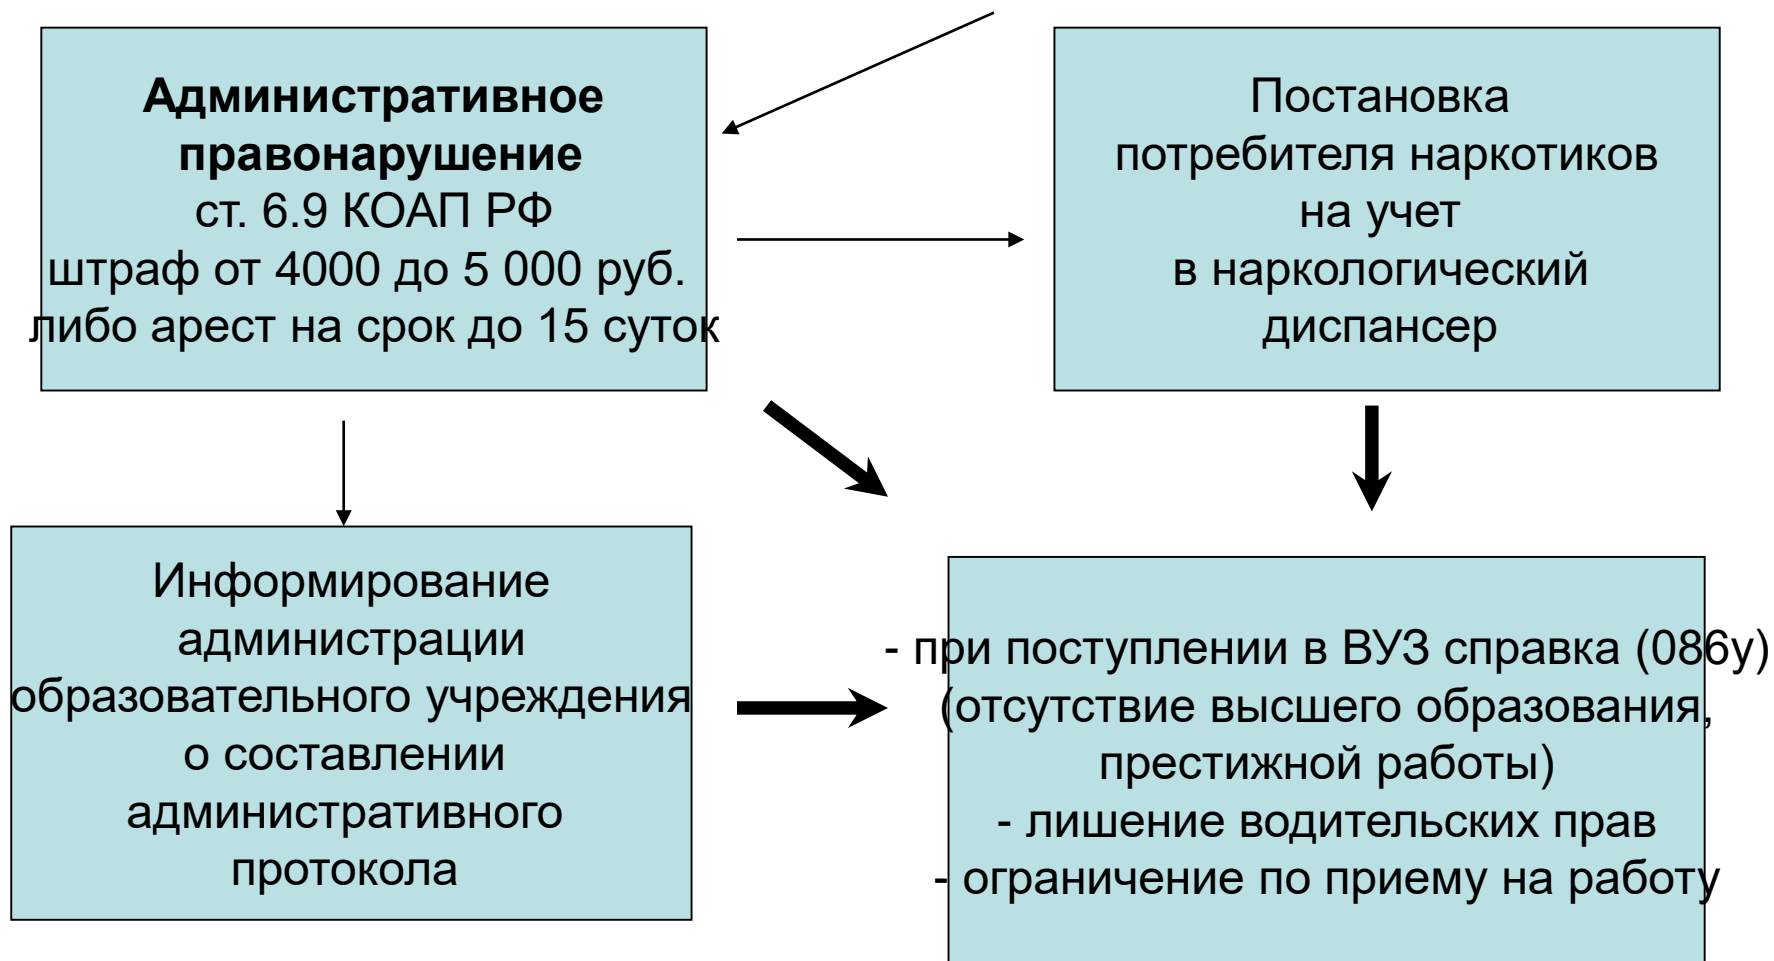 Административное
правонарушение
ст. 6.9 КОАП РФ
штраф от 4000 до 5 000 руб.
либо арест на срок до 15 суток
Постановка
потребителя наркотиков
на учет
в наркологический
диспансер
Информирование
администрации
образовательного учреждения
о составлении
административного
протокола
- при поступлении в ВУЗ справка (086у)
(отсутствие высшего образования,
престижной работы)
- лишение водительских прав
- ограничение по приему на работу